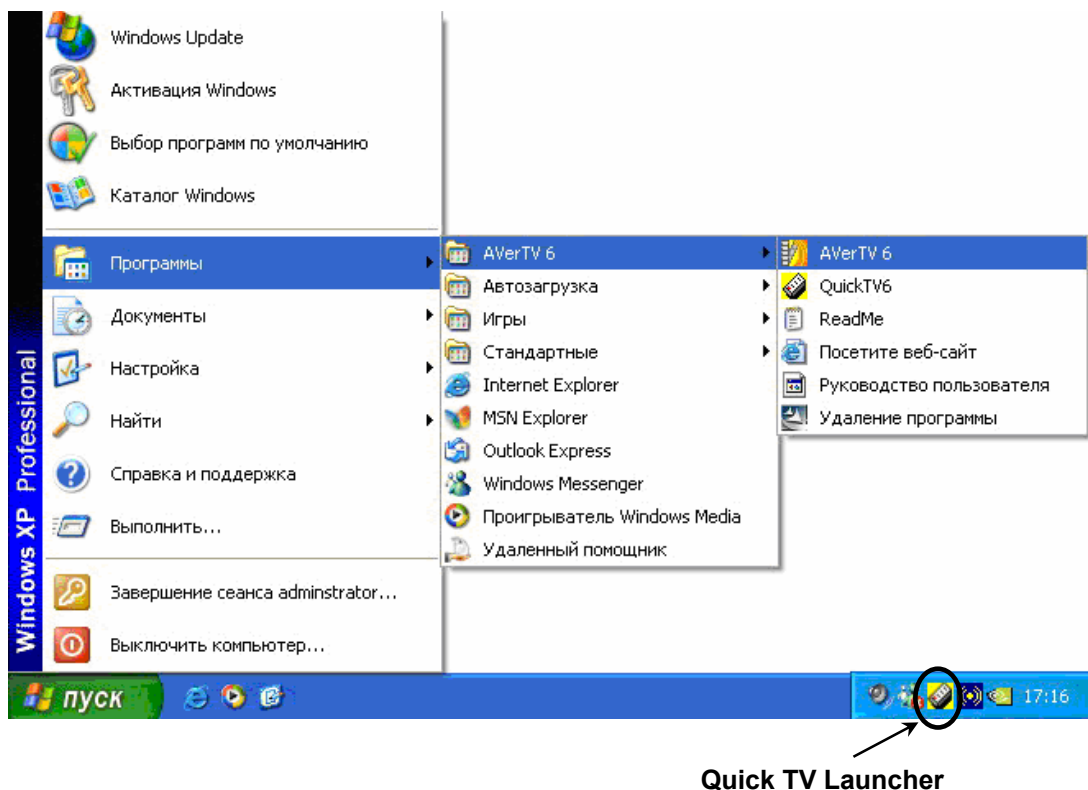 Windows Update
Активация Windows
Выбор программ по умолчанию
Каталог Windows
Программы
Документы
Настройка
Найти
Справка и поддержка
Выполнить...
Завершение сеанса adminstrator...
Выключить компьютер...
Windows XP Professional
AVerTV 6
Автозагрузка
Игры
Стандартные
Internet Explorer
MSN Explorer
Outlook Express
Windows Messenger
Проигрыватель Windows Media
Удаленный помощник
AVerTV 6
QuickTV6
ReadMe
Посетите веб-сайт
Руководство пользователя
Удаление программы
пуск
17:16
Quick TV Launcher